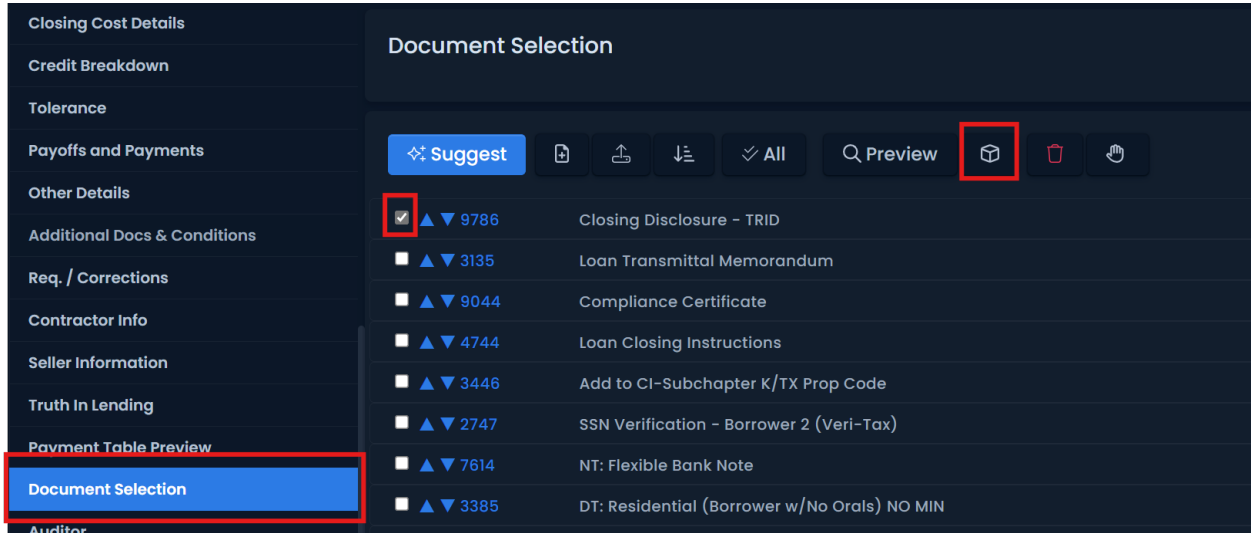 Closing Cost Details
Credit Breakdown
Tolerance
Payoffs and Payments
Other Details
Additional Docs & Conditions
Req. / Corrections
Contractor Info
Seller Information
Truth In Lending
Payment Table Preview
Document Selection
Auditor
Document Selection
Suggest All Preview
9786 Closing Disclosure - TRID
3135 Loan Transmittal Memorandum
9044 Compliance Certificate
4744 Loan Closing Instructions
3446 Add to CI-Subchapter K/TX Prop Code
2747 SSN Verification - Borrower 2 (Veri-Tax)
7614 NT: Flexible Bank Note
3385 DT: Residential (Borrower w/No Orals) NO MIN